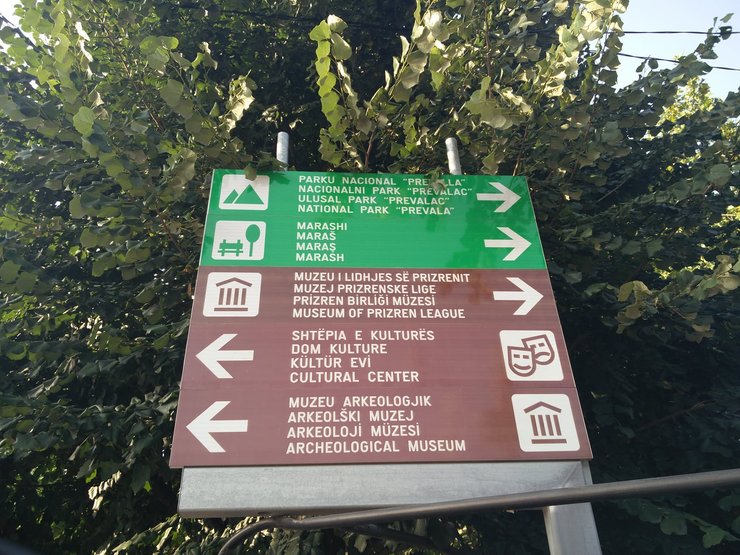 PARKU NACIONAL "PREVALLA"
NACIONALNI PARK "PREVALAC"
ULUSAL PARK "PREVALAC"
NATIONAL PARK "PREVALA"
MARASHI
MARAŠ
MARAŞ
MARASH
MUZEU I LIDHJES SË PRIZRENIT
MUZEJ PRIZRENSKE LIGE
PRİZREN BİRLİĞİ MÜZESİ
MUSEUM OF PRIZREN LEAGUE
SHTËPIA E KULTURËS
DOM KULTURE
KÜLTÜR EVİ
CULTURAL CENTER
MUZEU ARKEOLOGJIK
ARKEOLŠKI MUZEJ
ARKEOLOJİ MÜZESİ
ARCHEOLOGICAL MUSEUM